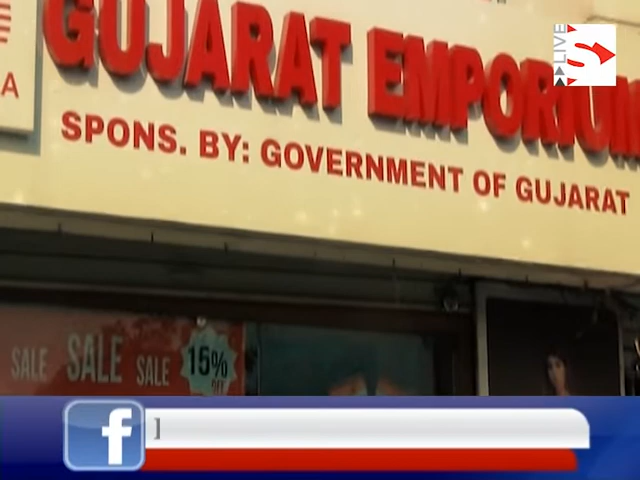 GUJARAT EMPORIUM
E
A
SPONS. BY: GOVERNMENT OF GUJARAT
LIVE
S
SALE SALE SALE 15%
OFF
f
]